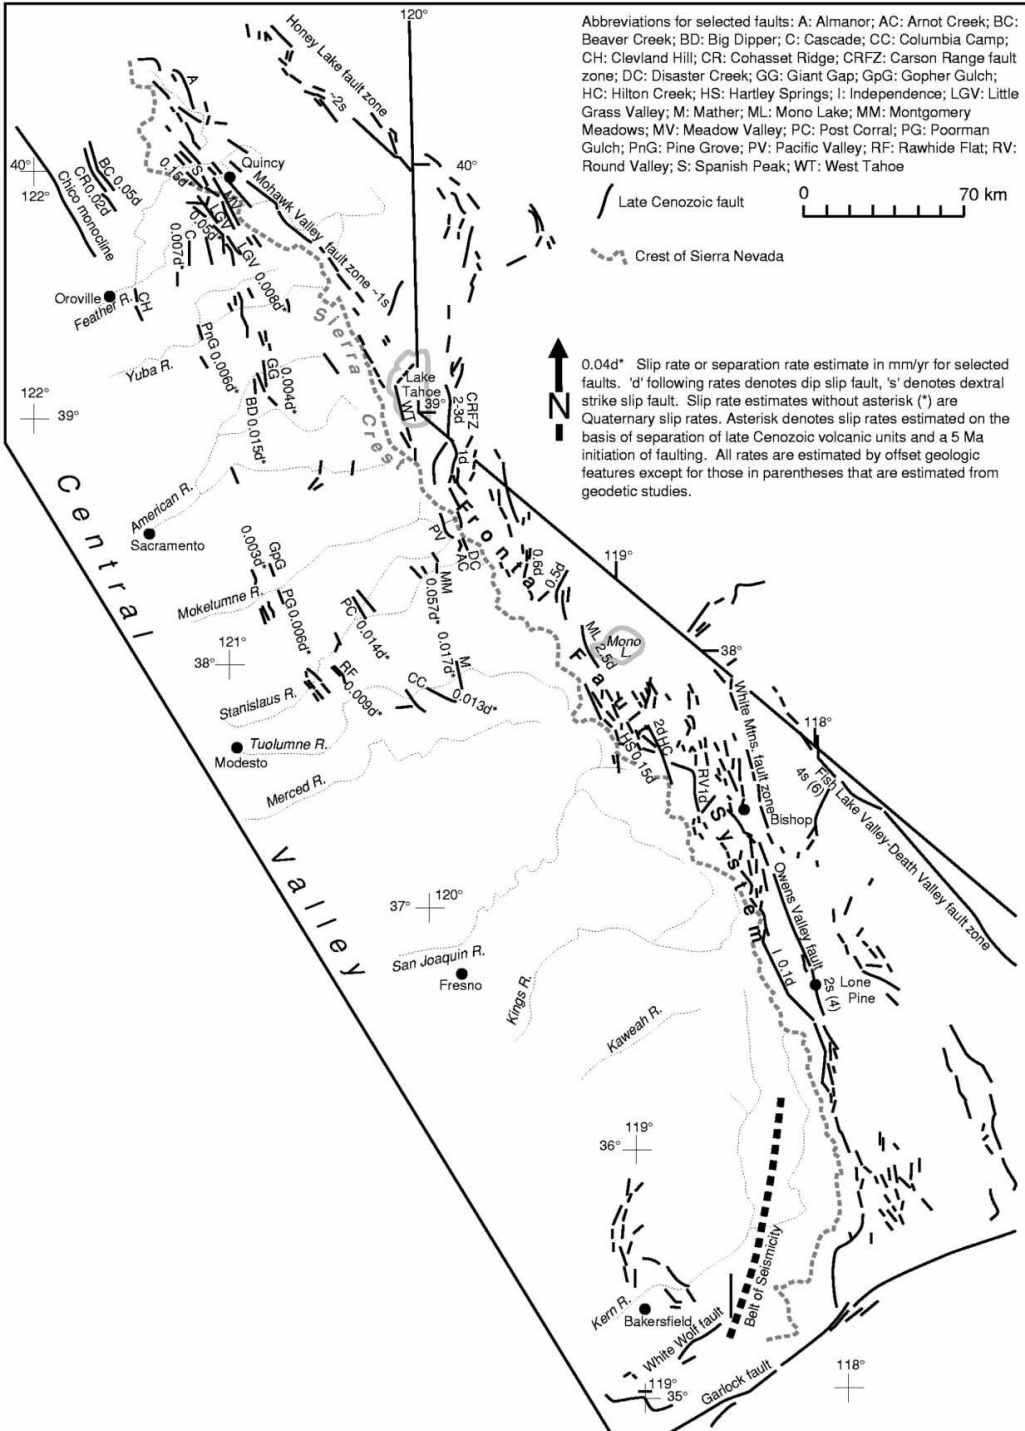 120°
Honey Lake fault zone
~2s
A
Abbreviations for selected faults: A: Almanor; AC: Arnot Creek; BC:
Beaver Creek; BD: Big Dipper; C: Cascade; CC: Columbia Camp;
CH: Clevland Hill; CR: Cohasset Ridge; CRFZ: Carson Range fault
zone; DC: Disaster Creek; GG: Giant Gap; GpG: Gopher Gulch;
HC: Hilton Creek; HS: Hartley Springs; I: Independence; LGV: Little
Grass Valley; M: Mather; ML: Mono Lake; MM: Montgomery
Meadows; MV: Meadow Valley; PC: Post Corral; PG: Poorman
Gulch; PnG: Pine Grove; PV: Pacific Valley; RF: Rawhide Flat; RV:
Round Valley; S: Spanish Peak; WT: West Tahoe
0 70 km
Late Cenozoic fault
Crest of Sierra Nevada
0.04d* Slip rate or separation rate estimate in mm/yr for selected
faults. 'd' following rates denotes dip slip fault, 's' denotes dextral
strike slip fault. Slip rate estimates without asterisk (*) are
Quaternary slip rates. Asterisk denotes slip rates estimated on the
basis of separation of late Cenozoic volcanic units and a 5 Ma
initiation of faulting. All rates are estimated by offset geologic
features except for those in parentheses that are estimated from
geodetic studies.
N
40°
122°
40°
Chico monocline
CR0.02d
BC 0.05d
0.15d*
S
Quincy
MV
Mohawk Valley fault zone ~1s
LGV
0.05d*
C
0.007d*
LGV 0.008d*
Oroville
Feather R.
CH
Sierra
Crest
PnG 0.006d*
Yuba R.
GG
0.004d*
BD 0.015d*
Lake
Tahoe
39°
WT
CRFZ
2-3d
1d
122°
39°
Central
Valley
American R.
Sacramento
Frontal
Fault
System
PV
DC
AC
0.6d
0.5d
119°
GpG
0.003d*
Mokelumne R.
PG 0.006d*
PC 0.014d*
MM
0.057d*
M
0.017d*
ML
2.5d
Mono
L.
38°
121°
38°
RF
0.009d*
CC
0.013d*
Stanislaus R.
Tuolumne R.
Modesto
Merced R.
HS 0.15d
2d HC
RV1d
White Mtns. fault zone
118°
4s (6)
Fish Lake Valley-Death Valley fault zone
Bishop
Owens Valley fault
2s (4)
I 0.1d
Lone
Pine
37°
120°
San Joaquin R.
Fresno
Kings R.
Kaweah R.
119°
36°
Belt of Seismicity
Kern R.
Bakersfield
White Wolf fault
119°
35°
Garlock fault
118°